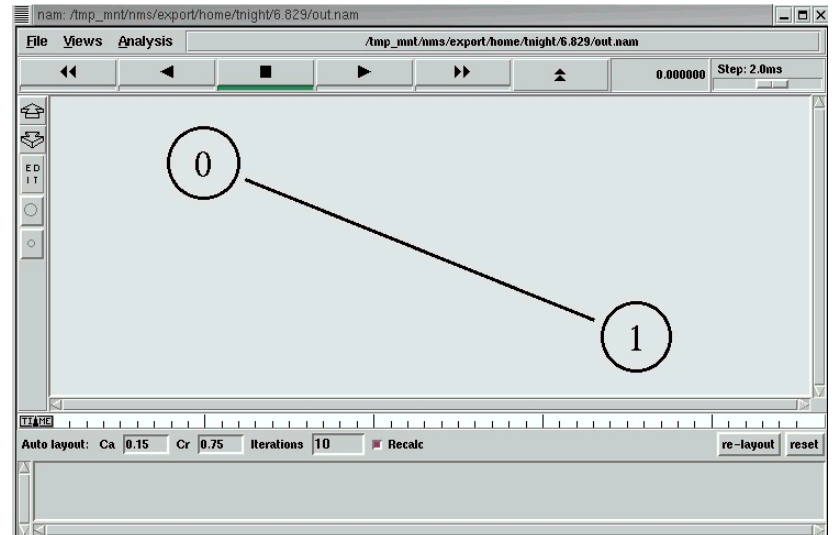 nam: /tmp_mnt/nms/export/home/tnight/6.829/out.nam
File Views Analysis /tmp_mnt/nms/export/home/tnight/6.829/out.nam
0.000000 Step: 2.0ms
ED
IT
0
1
TIME
Auto layout: Ca 0.15 Cr 0.75 Iterations 10 Recalc re-layout reset